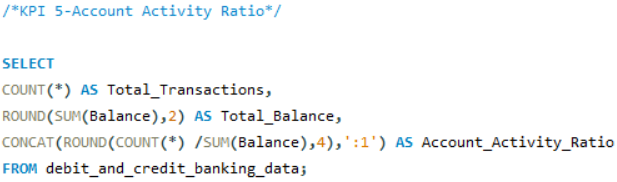 /*KPI 5-Account Activity Ratio*/
SELECT
COUNT(*) AS Total_Transactions,
ROUND(SUM(Balance),2) AS Total_Balance,
CONCAT(ROUND(COUNT(*) /SUM(Balance),4),':1') AS Account_Activity_Ratio
FROM debit_and_credit_banking_data;